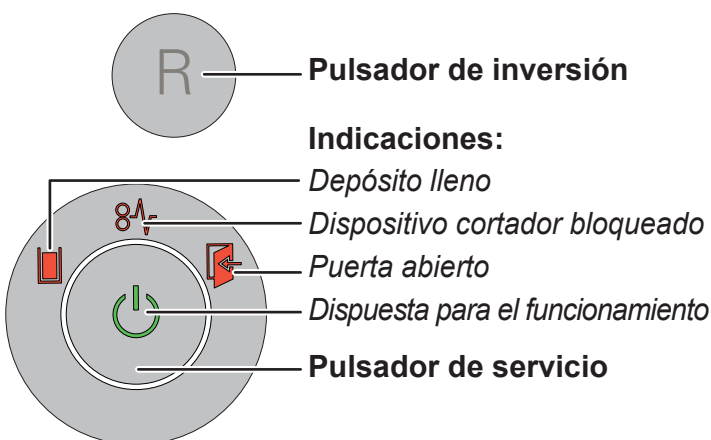 R
Pulsador de inversión
Indicaciones:
Depósito lleno
Dispositivo cortador bloqueado
Puerta abierto
Dispuesta para el funcionamiento
Pulsador de servicio